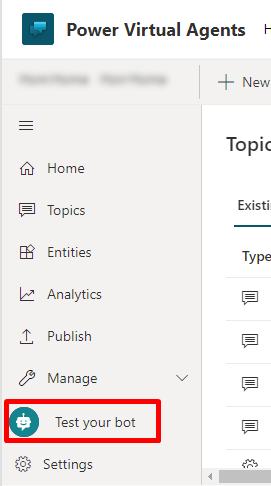 Power Virtual Agents H
New
Home
Topics
Entities
Analytics
Publish
Manage
Test your bot
Settings
Topic
Existi
Type